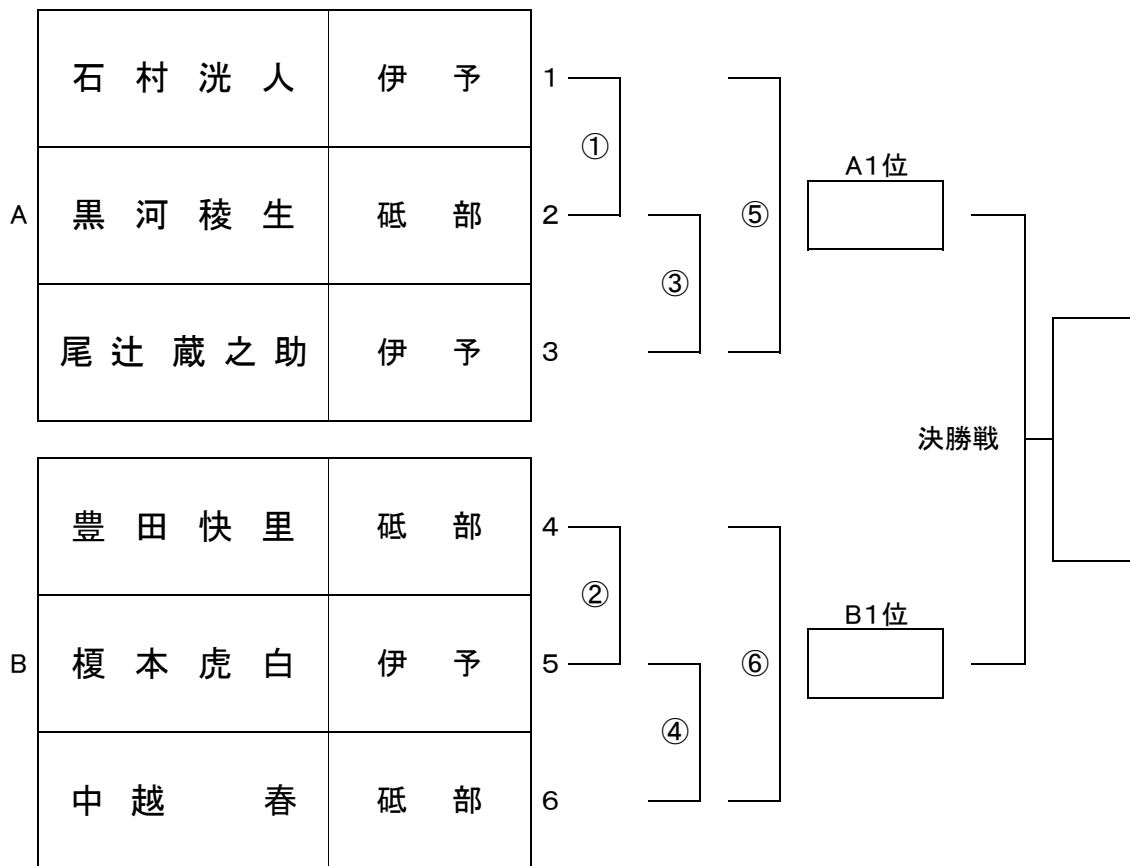 石村洸人 伊予 1
①
A1位
A 黒河稜生 砥部 2 ⑤
③
尾辻蔵之助 伊予 3
決勝戦
豊田快里 砥部 4
②
B1位
B 榎本虎白 伊予 5 ⑥
④
中越 春 砥部 6